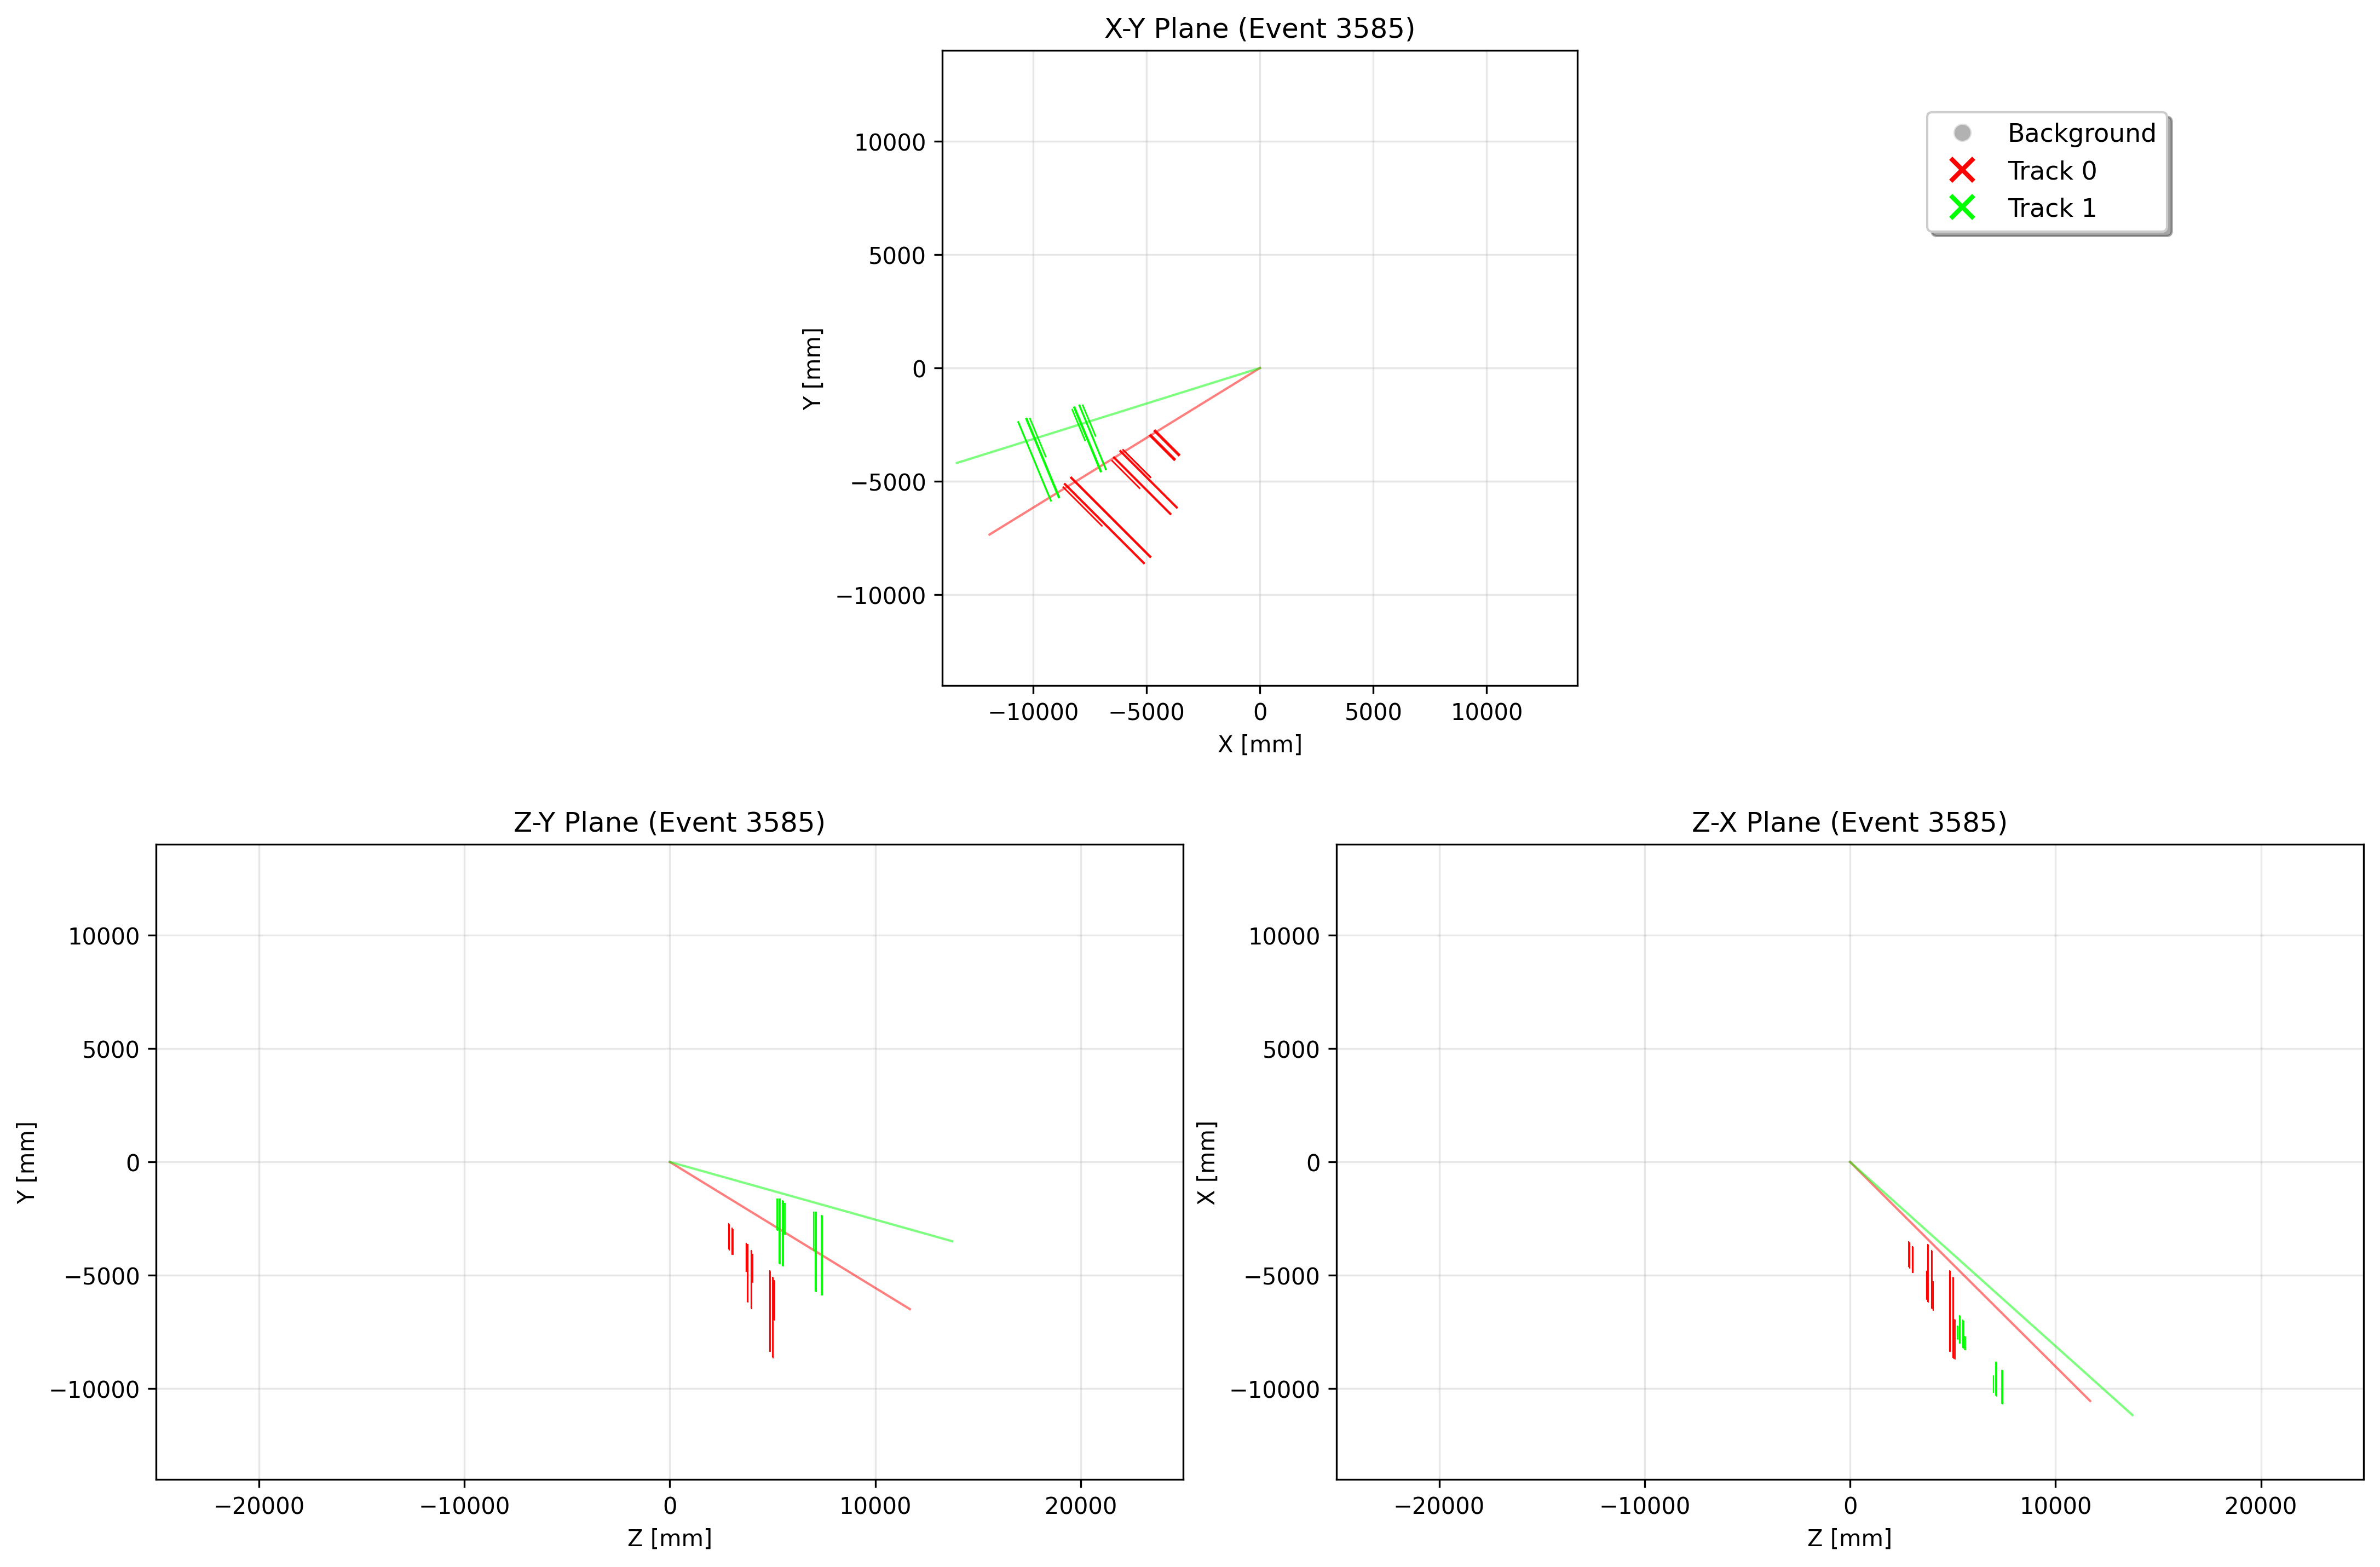 X-Y Plane (Event 3585)
Y [mm]
10000
5000
0
−5000
−10000
−10000 −5000 0 5000 10000
X [mm]
Background
Track 0
Track 1
Z-Y Plane (Event 3585)
Y [mm]
10000
5000
0
−5000
−10000
−20000 −10000 0 10000 20000
Z [mm]
Z-X Plane (Event 3585)
X [mm]
10000
5000
0
−5000
−10000
−20000 −10000 0 10000 20000
Z [mm]